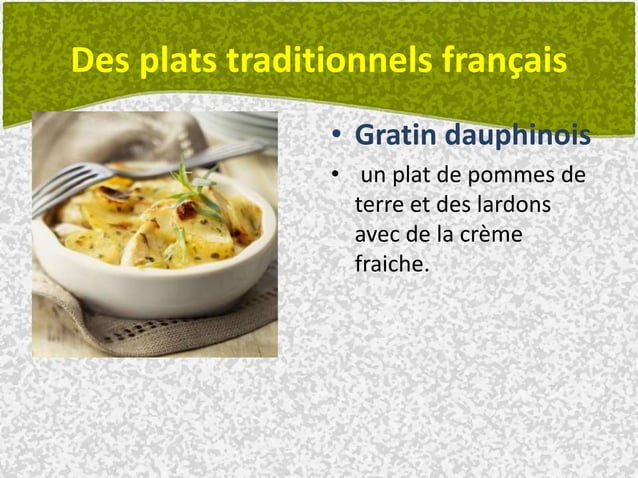 Des plats traditionnels français
• Gratin dauphinois
• un plat de pommes de
terre et des lardons
avec de la crème
fraiche.